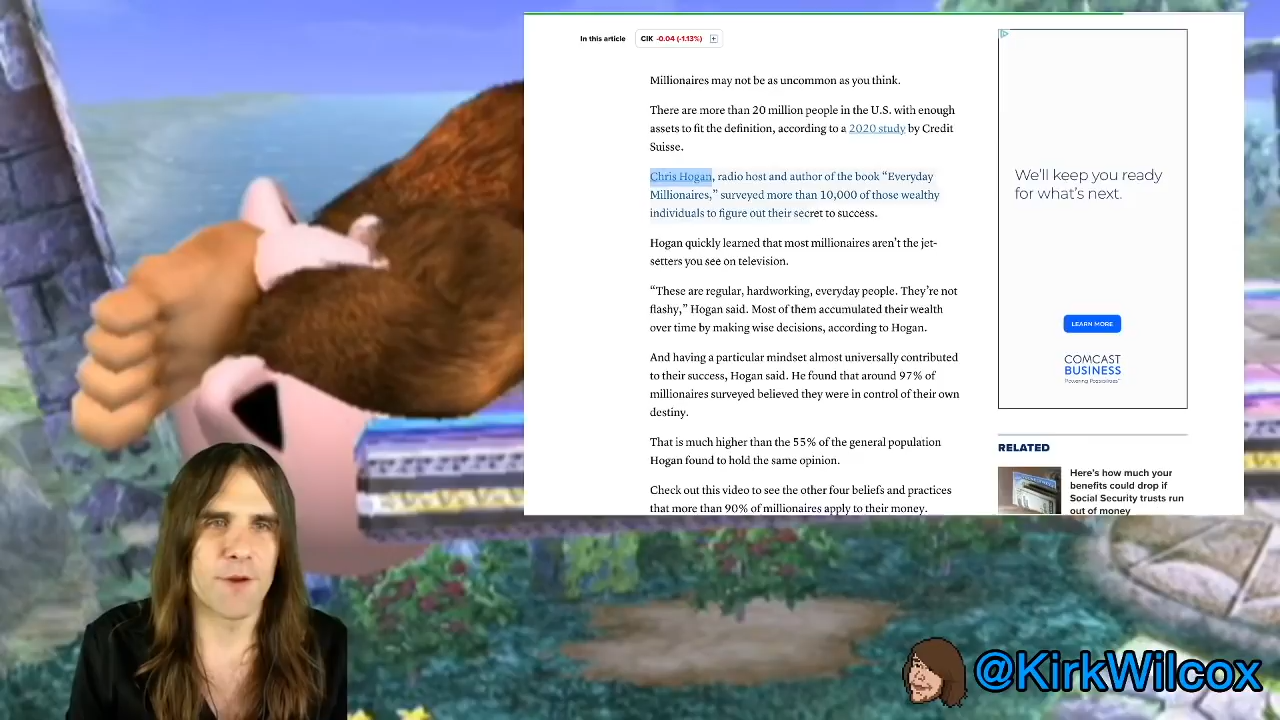 In this article
CIK -0.04 (-1.13%) +
Millionaires may not be as uncommon as you think.
There are more than 20 million people in the U.S. with enough
assets to fit the definition, according to a 2020 study by Credit
Suisse.
Chris Hogan, radio host and author of the book “Everyday
Millionaires,” surveyed more than 10,000 of those wealthy
individuals to figure out their secret to success.
Hogan quickly learned that most millionaires aren’t the jet-
setters you see on television.
“These are regular, hardworking, everyday people. They’re not
flashy,” Hogan said. Most of them accumulated their wealth
over time by making wise decisions, according to Hogan.
And having a particular mindset almost universally contributed
to their success, Hogan said. He found that around 97% of
millionaires surveyed believed they were in control of their own
destiny.
That is much higher than the 55% of the general population
Hogan found to hold the same opinion.
Check out this video to see the other four beliefs and practices
that more than 90% of millionaires apply to their money.
We’ll keep you ready
for what’s next.
LEARN MORE
COMCAST
BUSINESS
Powering Possibilities™
RELATED
Here’s how much your
benefits could drop if
Social Security trusts run
out of money
@KirkWilcox